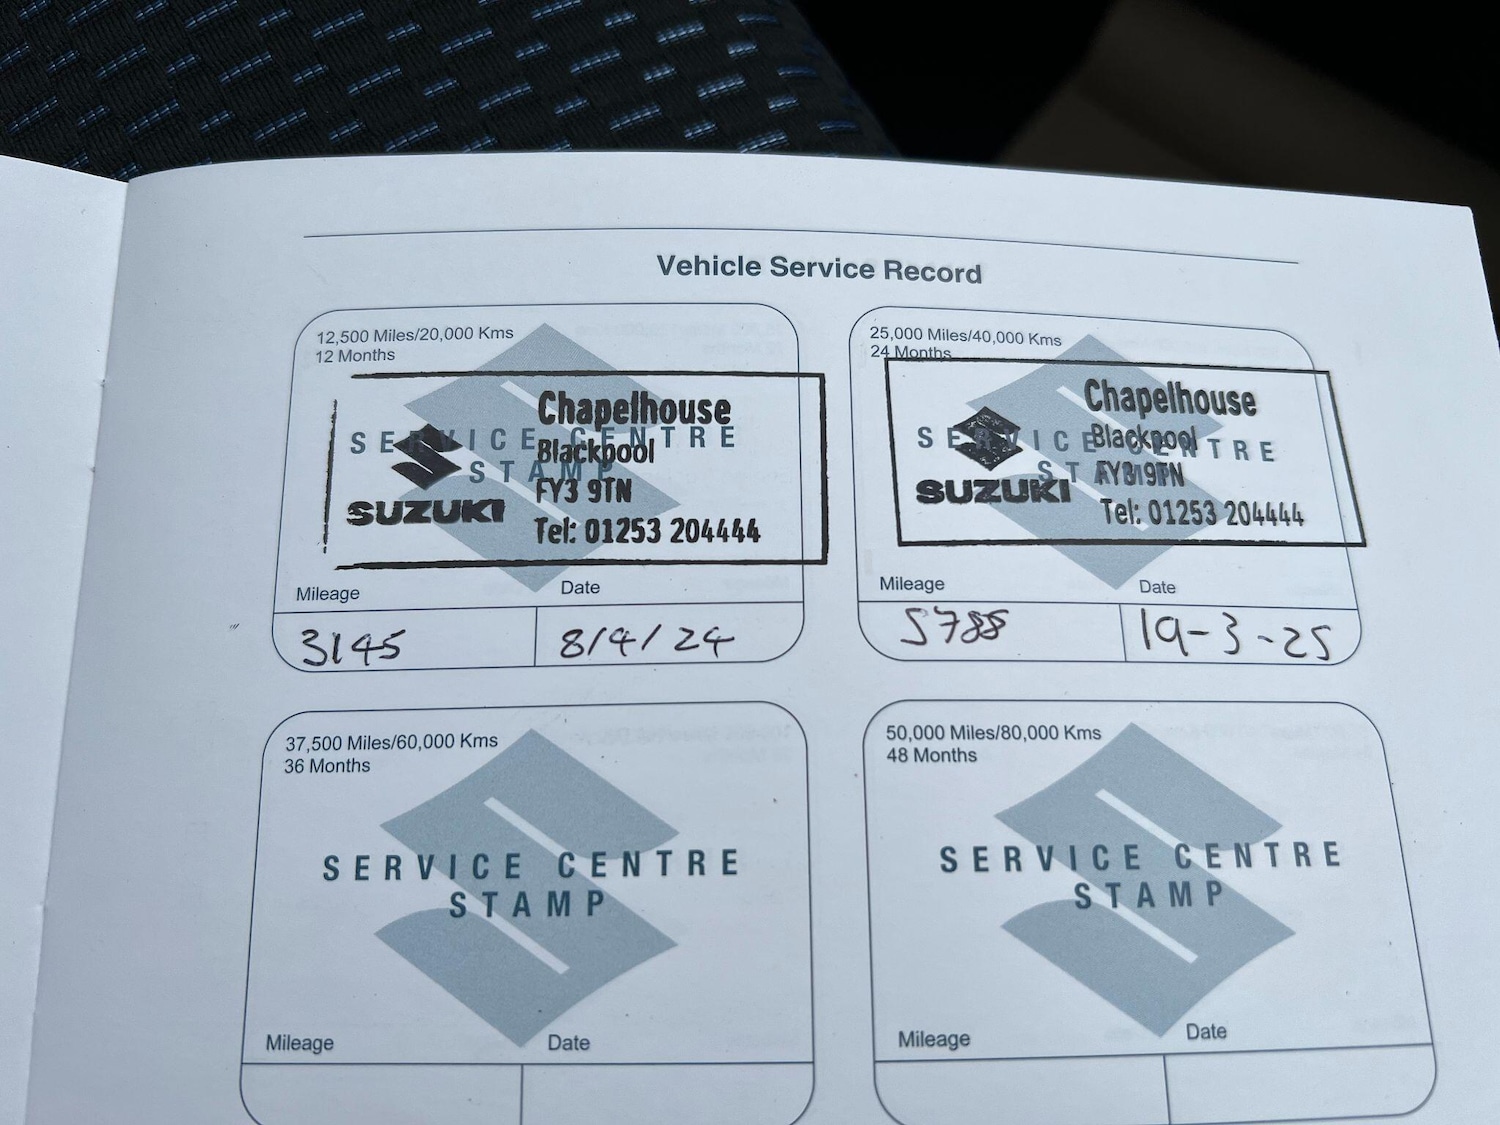 Vehicle Service Record
12,500 Miles/20,000 Kms
12 Months
SERVICE CENTRE
STAMP
SUZUKI
Chapelhouse
Blackpool
FY3 9TN
Tel: 01253 204444
Mileage
Date
3145
8/4/24
25,000 Miles/40,000 Kms
24 Months
SERVICE CENTRE
STAMP
SUZUKI
Chapelhouse
Blackpool
FY3 9TN
Tel: 01253 204444
Mileage
Date
5788
19-3-25
37,500 Miles/60,000 Kms
36 Months
SERVICE CENTRE
STAMP
Mileage
Date
50,000 Miles/80,000 Kms
48 Months
SERVICE CENTRE
STAMP
Mileage
Date